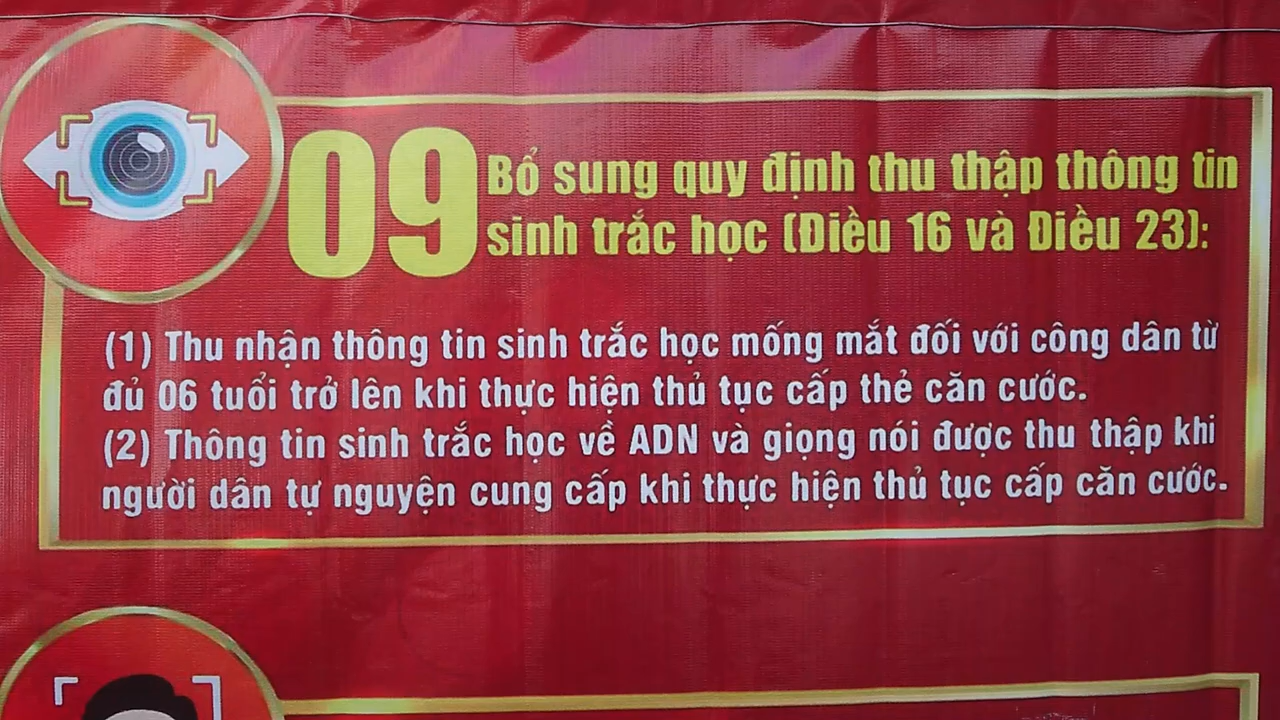 09
Bổ sung quy định thu thập thông tin
sinh trắc học (Điều 16 và Điều 23):
(1) Thu nhận thông tin sinh trắc học mống mắt đối với công dân từ
đủ 06 tuổi trở lên khi thực hiện thủ tục cấp thẻ căn cước.
(2) Thông tin sinh trắc học về ADN và giọng nói được thu thập khi
người dân tự nguyện cung cấp khi thực hiện thủ tục cấp căn cước.